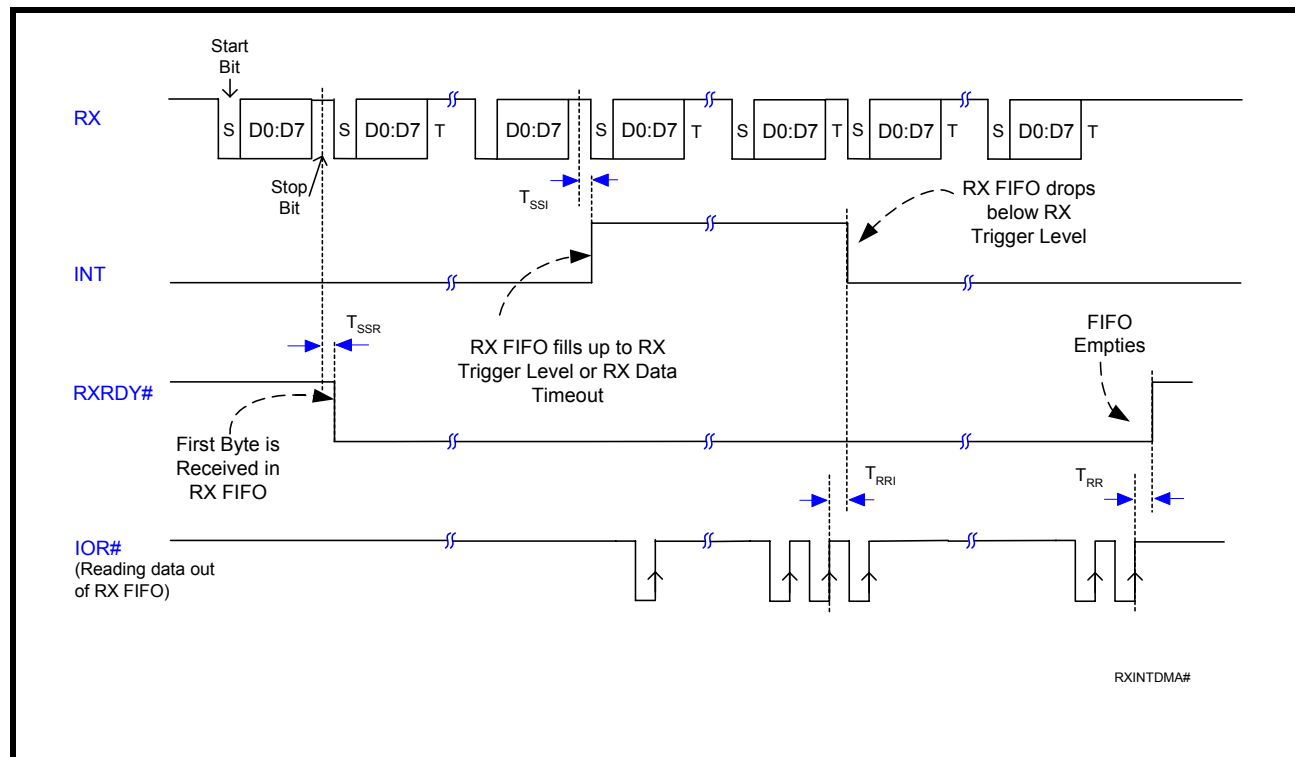 Start
Bit
RX
S D0:D7 S D0:D7 T D0:D7 S D0:D7 T S D0:D7 T S D0:D7 T S D0:D7 T
Stop
Bit
TSSI
RX FIFO drops
below RX
Trigger Level
INT
TSSR
RX FIFO fills up to RX
Trigger Level or RX Data
Timeout
FIFO
Empties
RXRDY#
First Byte is
Received in
RX FIFO
TRRI
TRR
IOR#
(Reading data out
of RX FIFO)
RXINTDMA#